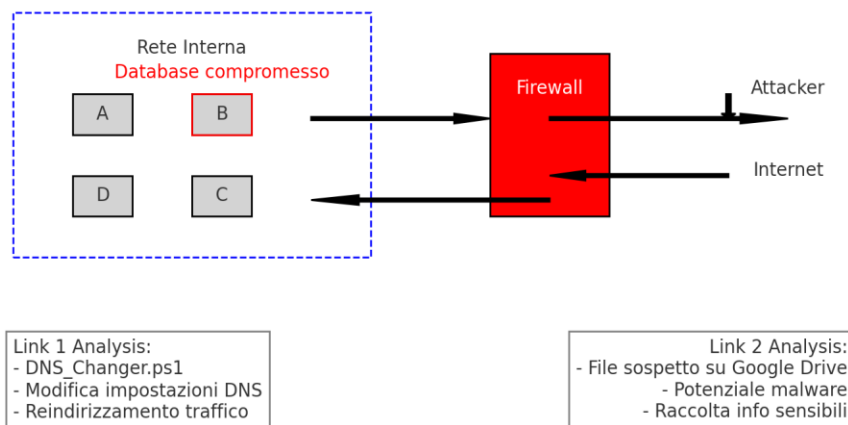 Rete Interna
Database compromesso
A
B
D
C
Firewall
Attacker
Internet
Link 1 Analysis:
- DNS_Changer.ps1
- Modifica impostazioni DNS
- Reindirizzamento traffico
Link 2 Analysis:
- File sospetto su Google Drive
- Potenziale malware
- Raccolta info sensibili